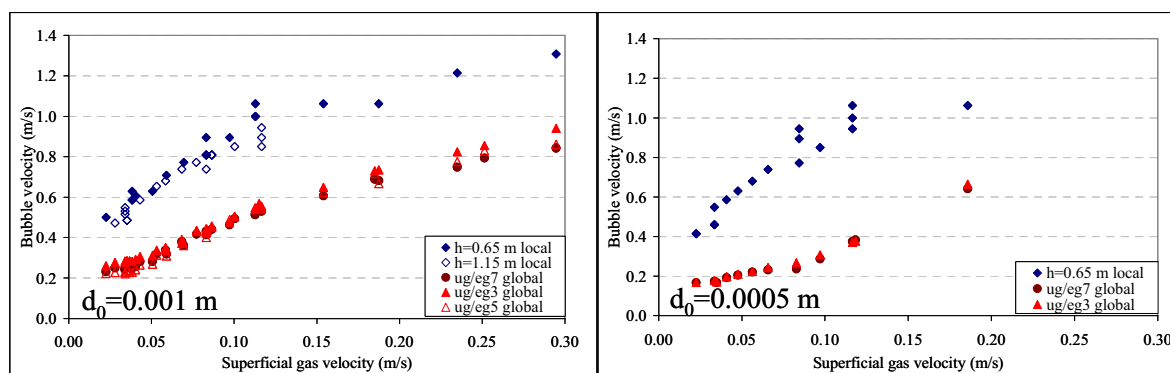 1.4
1.2
1.0
0.8
0.6
0.4
0.2
0.0
Bubble velocity (m/s)
0.00 0.05 0.10 0.15 0.20 0.25 0.30
Superficial gas velocity (m/s)
h=0.65 m local
h=1.15 m local
ug/eg7 global
ug/eg3 global
ug/eg5 global
d0=0.001 m
1.4
1.2
1.0
0.8
0.6
0.4
0.2
0.0
Bubble velocity (m/s)
0.00 0.05 0.10 0.15 0.20 0.25 0.30
Superficial gas velocity (m/s)
h=0.65 m local
ug/eg7 global
ug/eg3 global
d0=0.0005 m